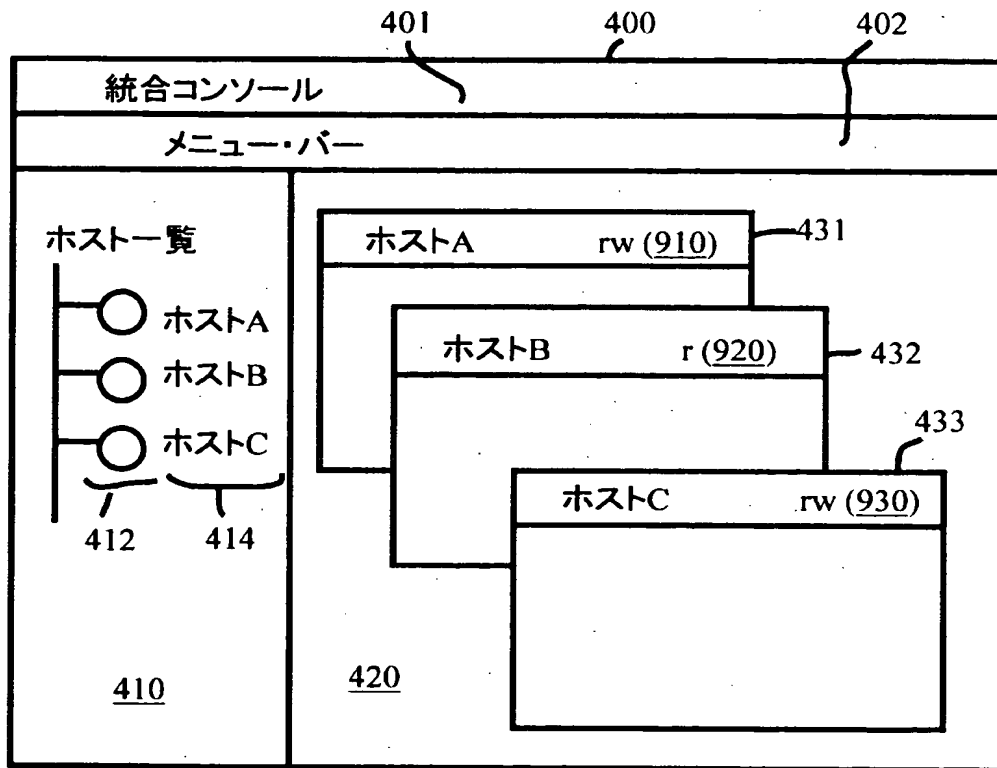 401
400
402
統合コンソール
メニュー・バー
ホスト一覧
ホストA
ホストB
ホストC
412
414
410
ホストA rw (910)
431
ホストB r (920)
432
433
ホストC rw (930)
420